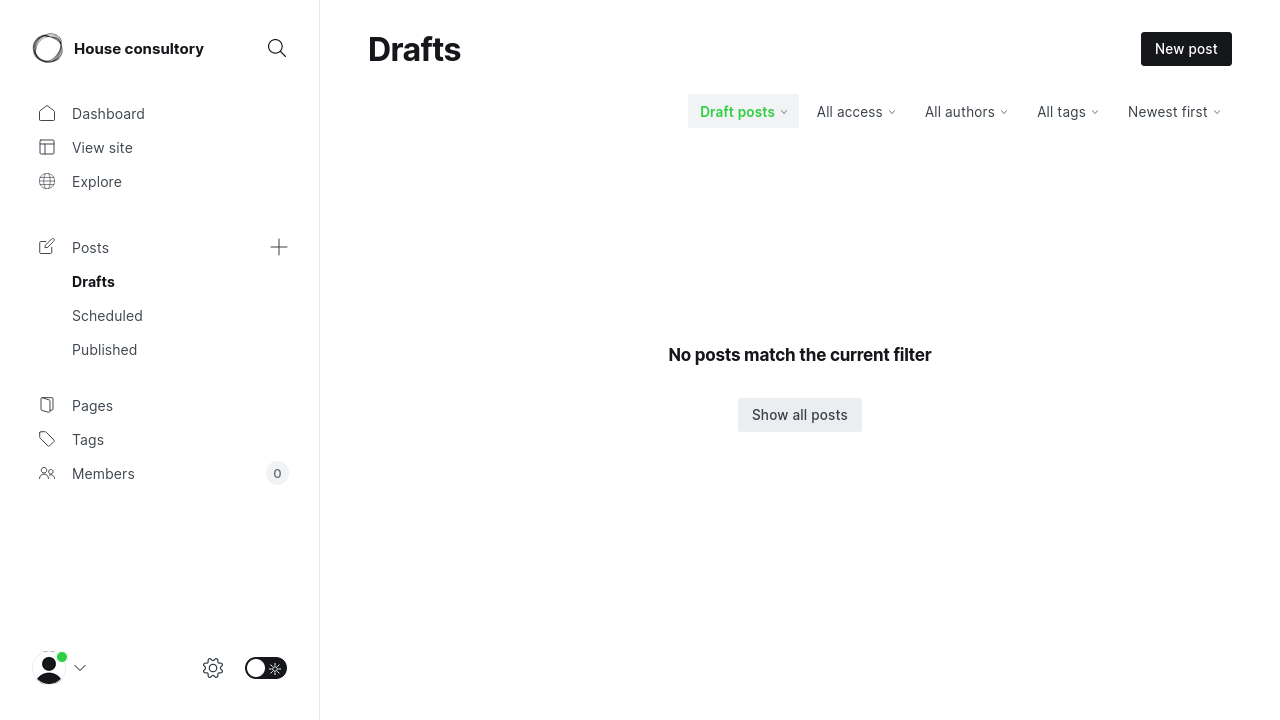 House consultory
Dashboard
View site
Explore
Posts
Drafts
Scheduled
Published
Pages
Tags
Members 0
Drafts
New post
Draft posts All access All authors All tags Newest first
No posts match the current filter
Show all posts